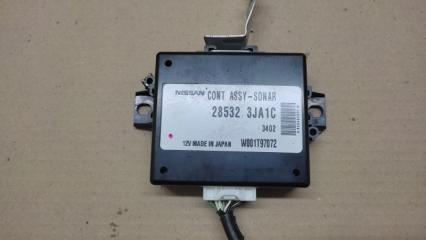 NISSAN CONT ASSY-SONAR
28532 3JA1C
3402
12V MADE IN JAPAN W001T97072